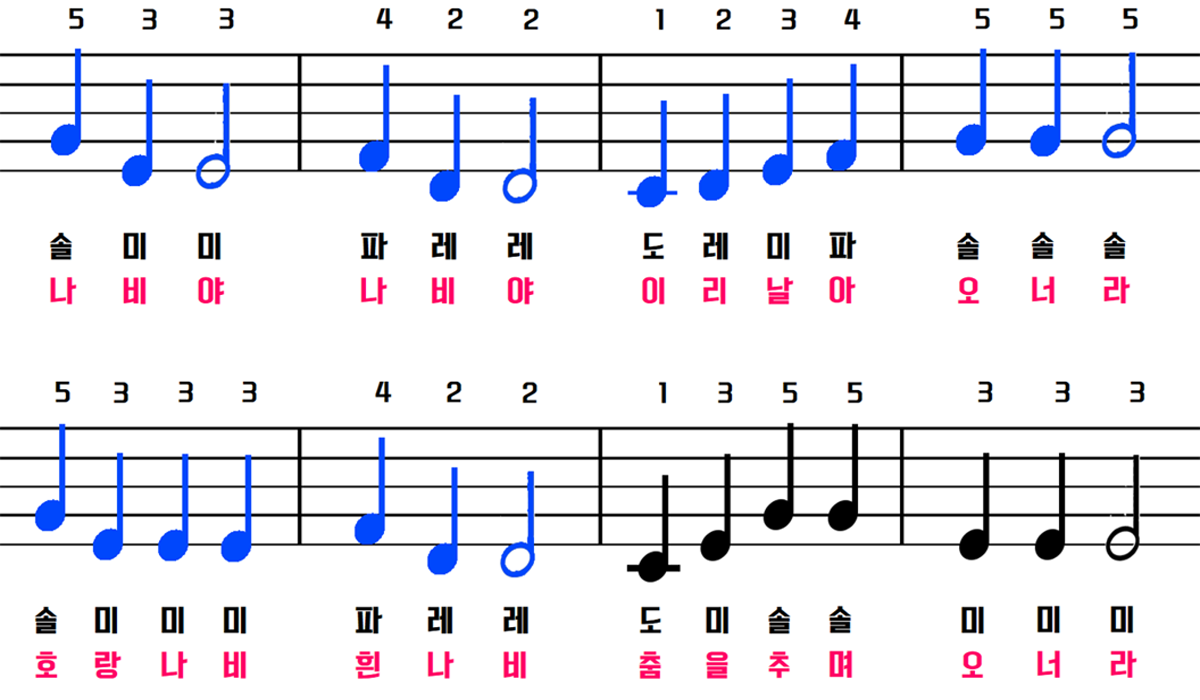 5 3 3 4 2 2 1 2 3 4 5 5 5
솔 미 미 파 레 레 도 레 미 파 솔 솔 솔
나 비 야 나 비 야 이 리 날 아 오 너 라
5 3 3 3 4 2 2 1 3 5 5 3 3 3
솔 미 미 미 파 레 레 도 미 솔 솔 미 미 미
호 랑 나 비 흰 나 비 춤 을 추 며 오 너 라